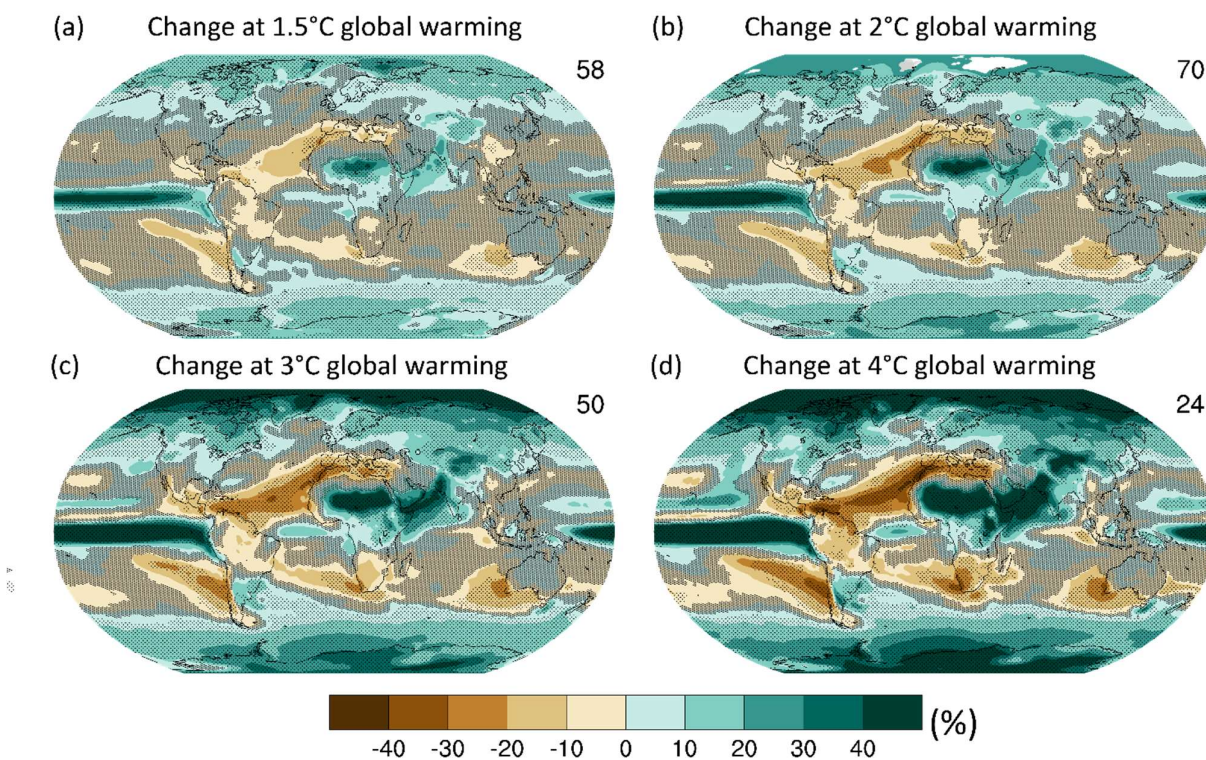 (a) Change at 1.5°C global warming
58
(b) Change at 2°C global warming
70
(c) Change at 3°C global warming
50
(d) Change at 4°C global warming
24
-40 -30 -20 -10 0 10 20 30 40 (%)